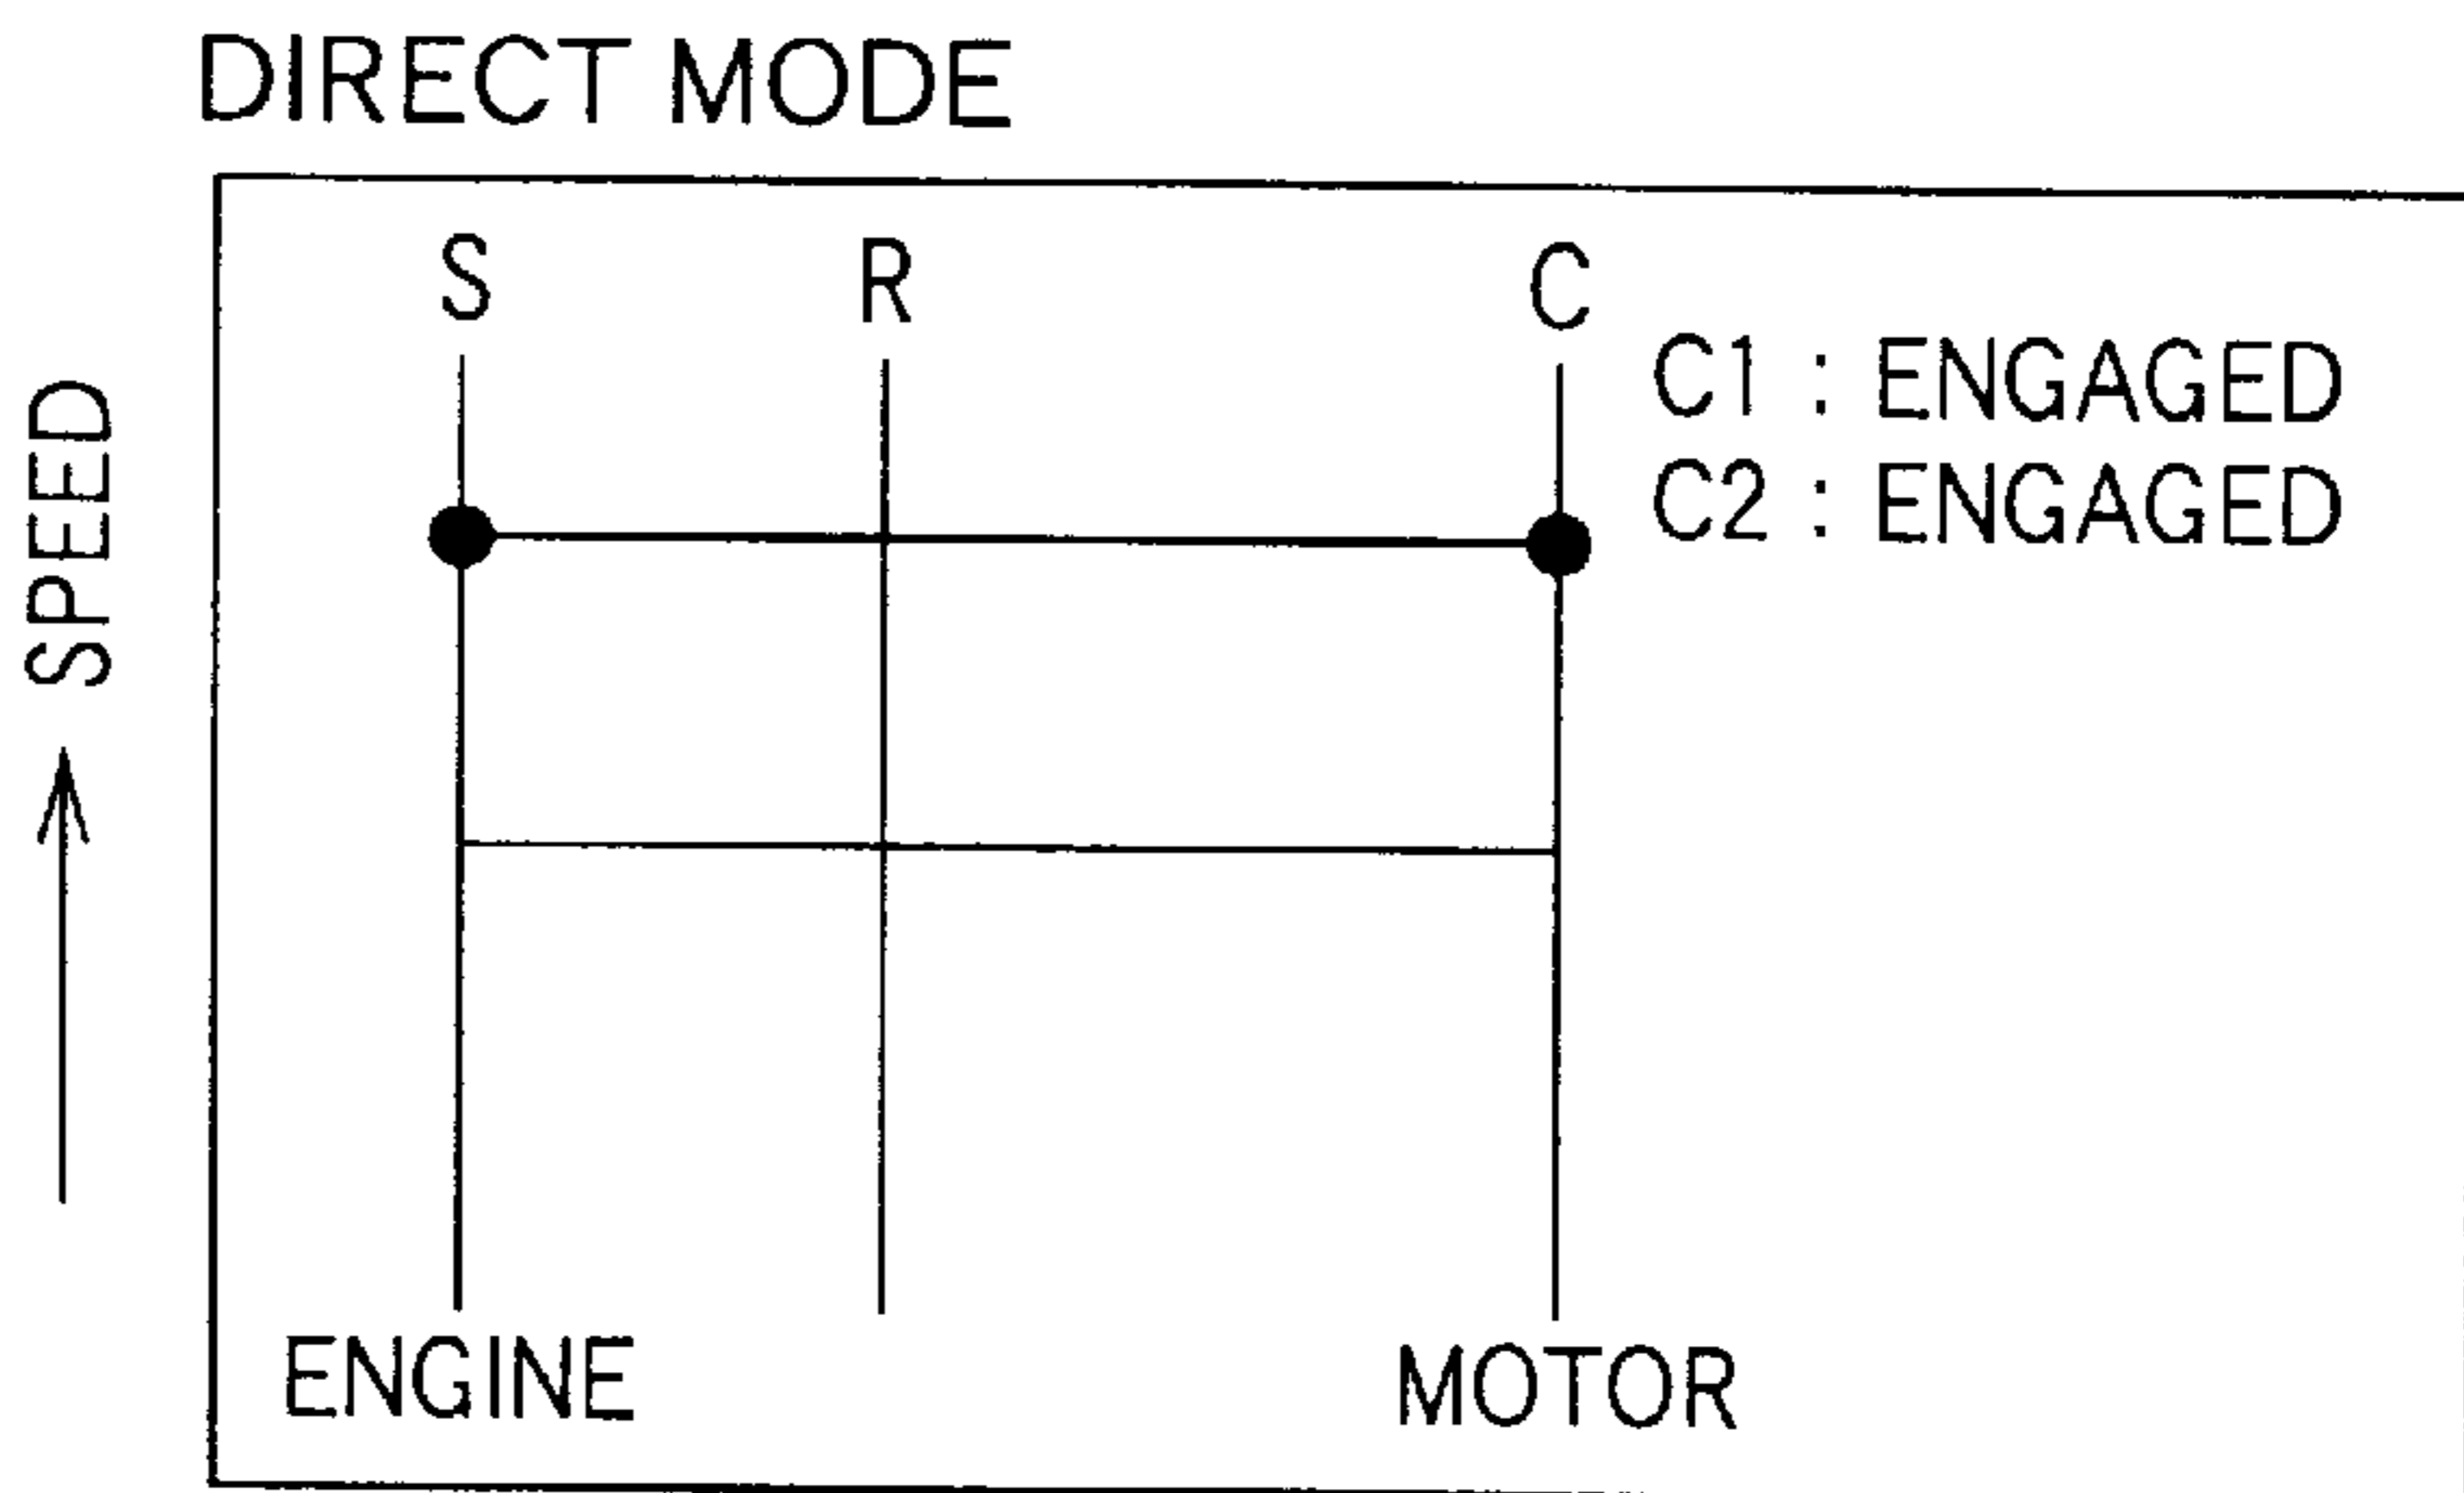 DIRECT MODE
S R C
C1 : ENGAGED
C2 : ENGAGED
SPEED
ENGINE MOTOR